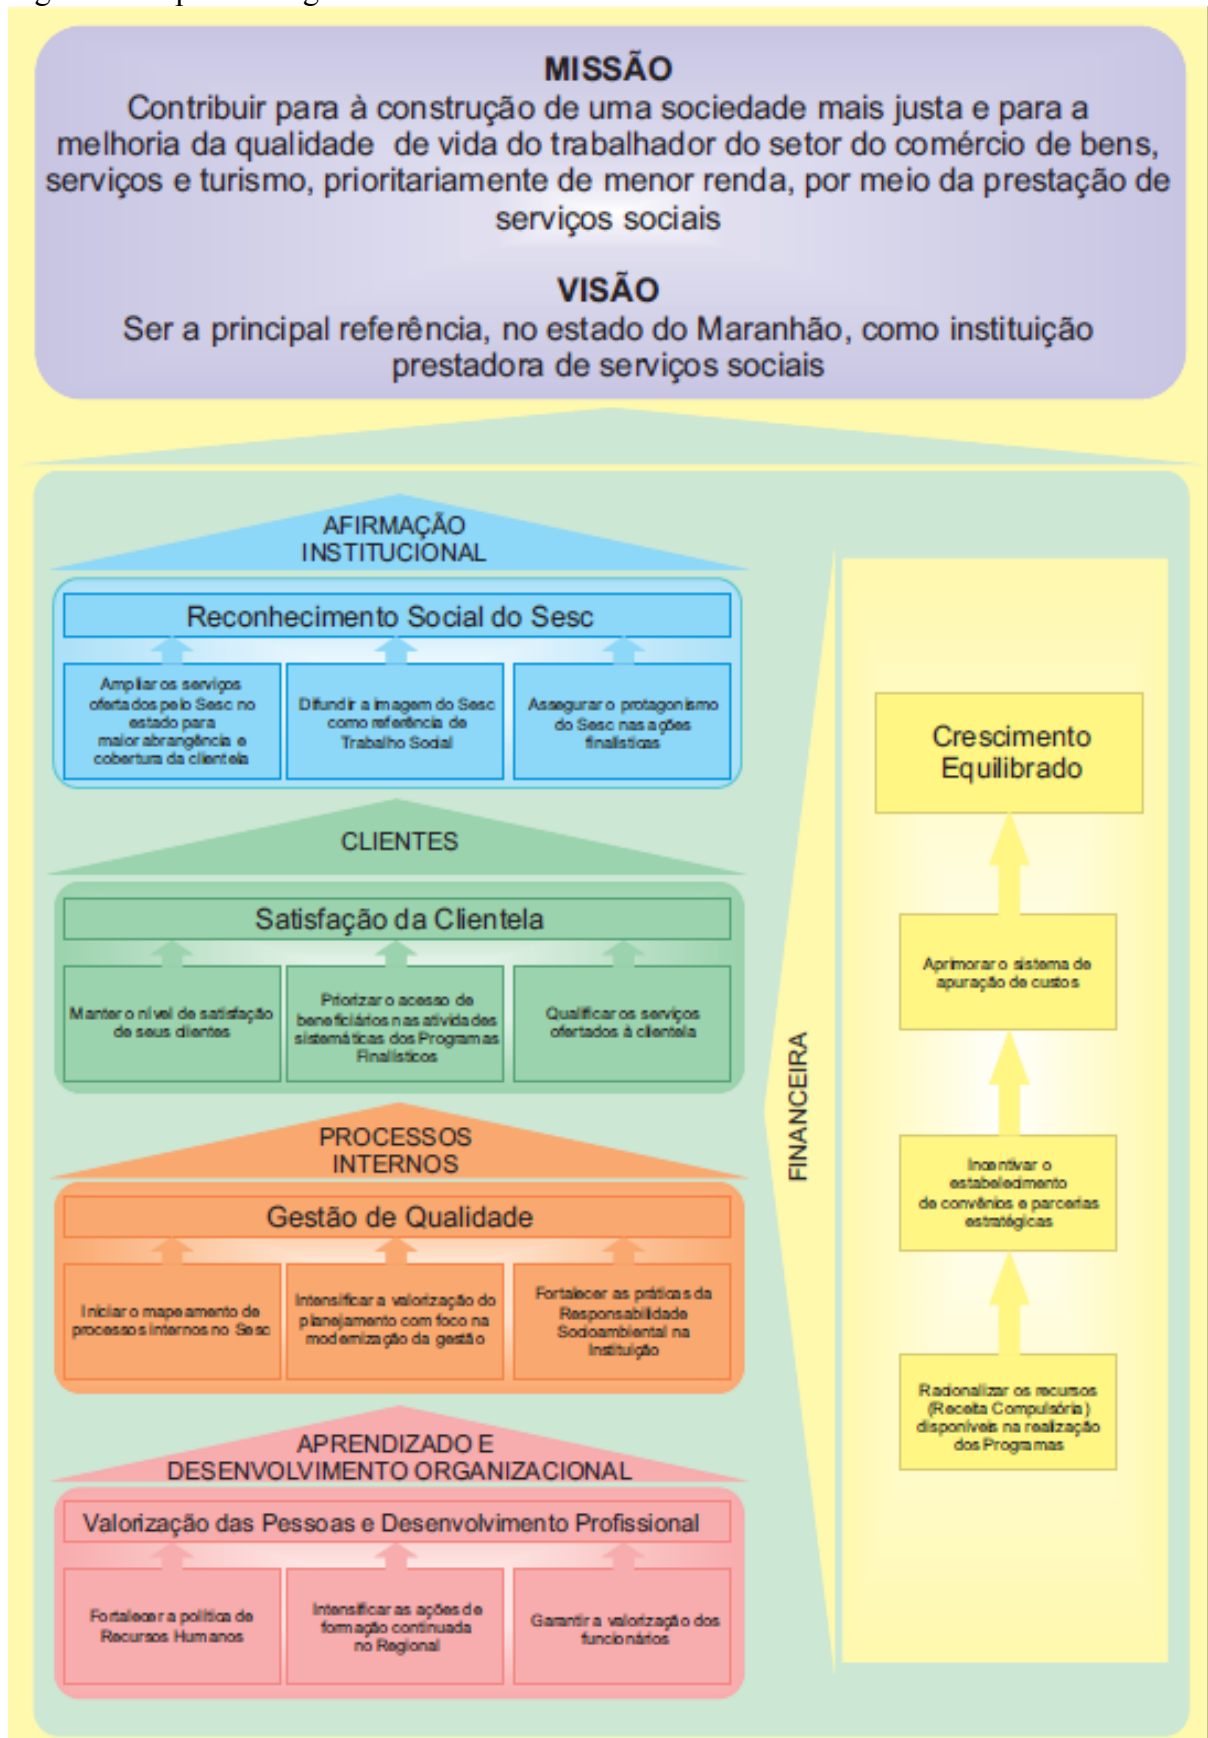 MISSÃO
Contribuir para à construção de uma sociedade mais justa e para a
melhoria da qualidade de vida do trabalhador do setor do comércio de bens,
serviços e turismo, prioritariamente de menor renda, por meio da prestação de
serviços sociais
VISÃO
Ser a principal referência, no estado do Maranhão, como instituição
prestadora de serviços sociais
AFIRMAÇÃO
INSTITUCIONAL
Reconhecimento Social do Sesc
Ampliar os serviços
ofertados pelo Sesc no
estado para
maior abrangência e
cobertura da clientela
Difundir a imagem do Sesc
como referência de
Trabalho Social
Assegurar o protagonismo
do Sesc nas ações
finalísticas
CLIENTES
Satisfação da Clientela
Manter o nível de satisfação
de seus clientes
Priorizar o acesso de
beneficiários nas atividades
sistemáticas dos Programas
Finalísticos
Qualificar os serviços
ofertados à clientela
PROCESSOS
INTERNOS
Gestão de Qualidade
Iniciar o mapeamento de
processos internos no Sesc
Intensificar a valorização do
planejamento com foco na
modernização da gestão
Fortalecer as práticas da
Responsabilidade
Socioambiental na
Instituição
APRENDIZADO E
DESENVOLVIMENTO ORGANIZACIONAL
Valorização das Pessoas e Desenvolvimento Profissional
Fortalecer a política de
Recursos Humanos
Intensificar as ações de
formação continuada
no Regional
Garantir a valorização dos
funcionários
FINANCEIRA
Crescimento
Equilibrado
Aprimorar o sistema de
apuração de custos
Incentivar o
estabelecimento
de convênios e parcerias
estratégicas
Racionalizar os recursos
(Receita Compulsória)
disponíveis na realização
dos Programas